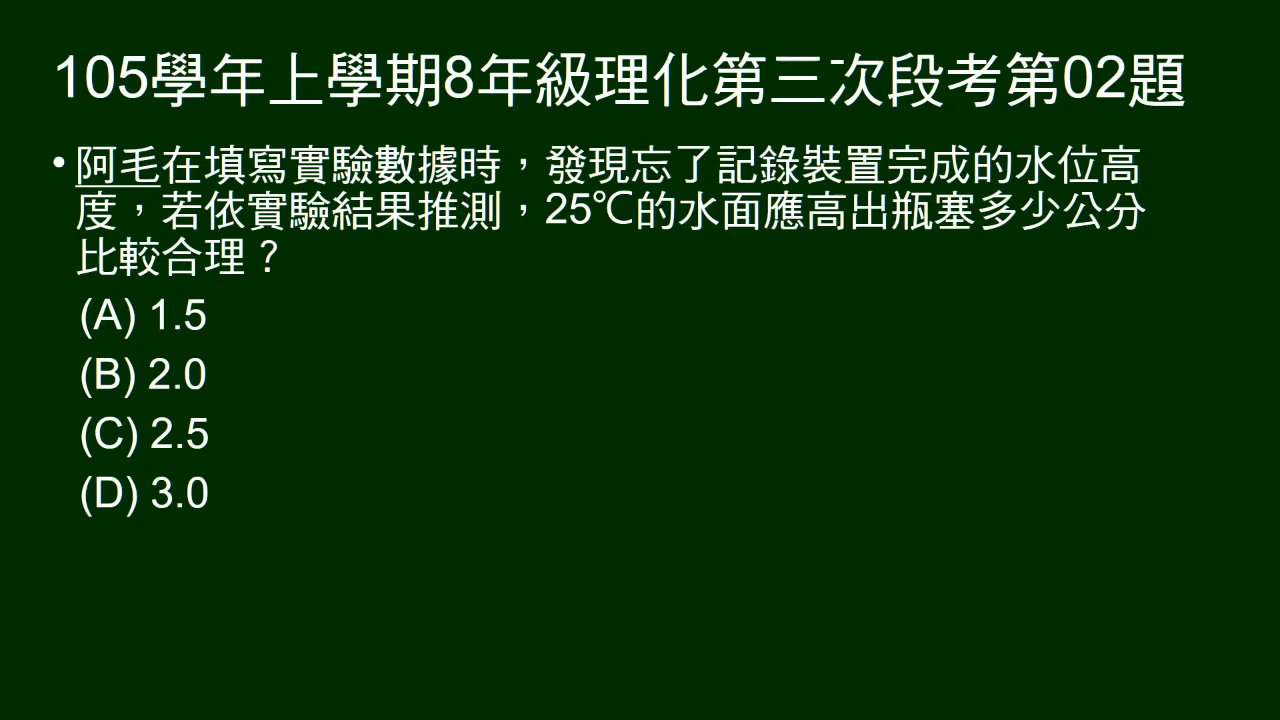 105學年上學期8年級理化第三次段考第02題
•阿毛在填寫實驗數據時，發現忘了記錄裝置完成的水位高
度，若依實驗結果推測，25℃的水面應高出瓶塞多少公分
比較合理？
(A) 1.5
(B) 2.0
(C) 2.5
(D) 3.0